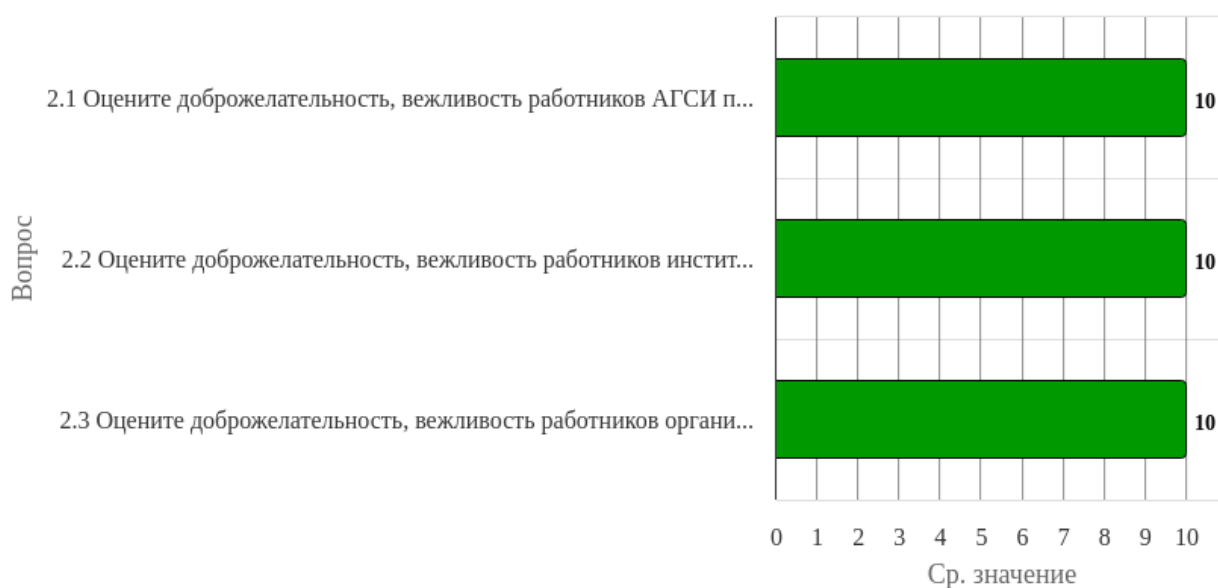 2.1 Оцените доброжелательность, вежливость работников АГСИ п...
10
2.2 Оцените доброжелательность, вежливость работников инстит...
10
2.3 Оцените доброжелательность, вежливость работников органи...
10
Вопрос
0 1 2 3 4 5 6 7 8 9 10
Ср. значение